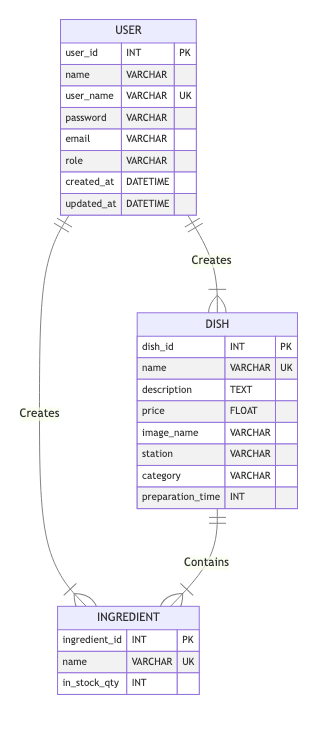 USER
user_id INT PK
name VARCHAR
user_name VARCHAR UK
password VARCHAR
email VARCHAR
role VARCHAR
created_at DATETIME
updated_at DATETIME
Creates
DISH
dish_id INT PK
name VARCHAR UK
description TEXT
price FLOAT
image_name VARCHAR
station VARCHAR
category VARCHAR
preparation_time INT
Creates
Contains
INGREDIENT
ingredient_id INT PK
name VARCHAR UK
in_stock_qty INT